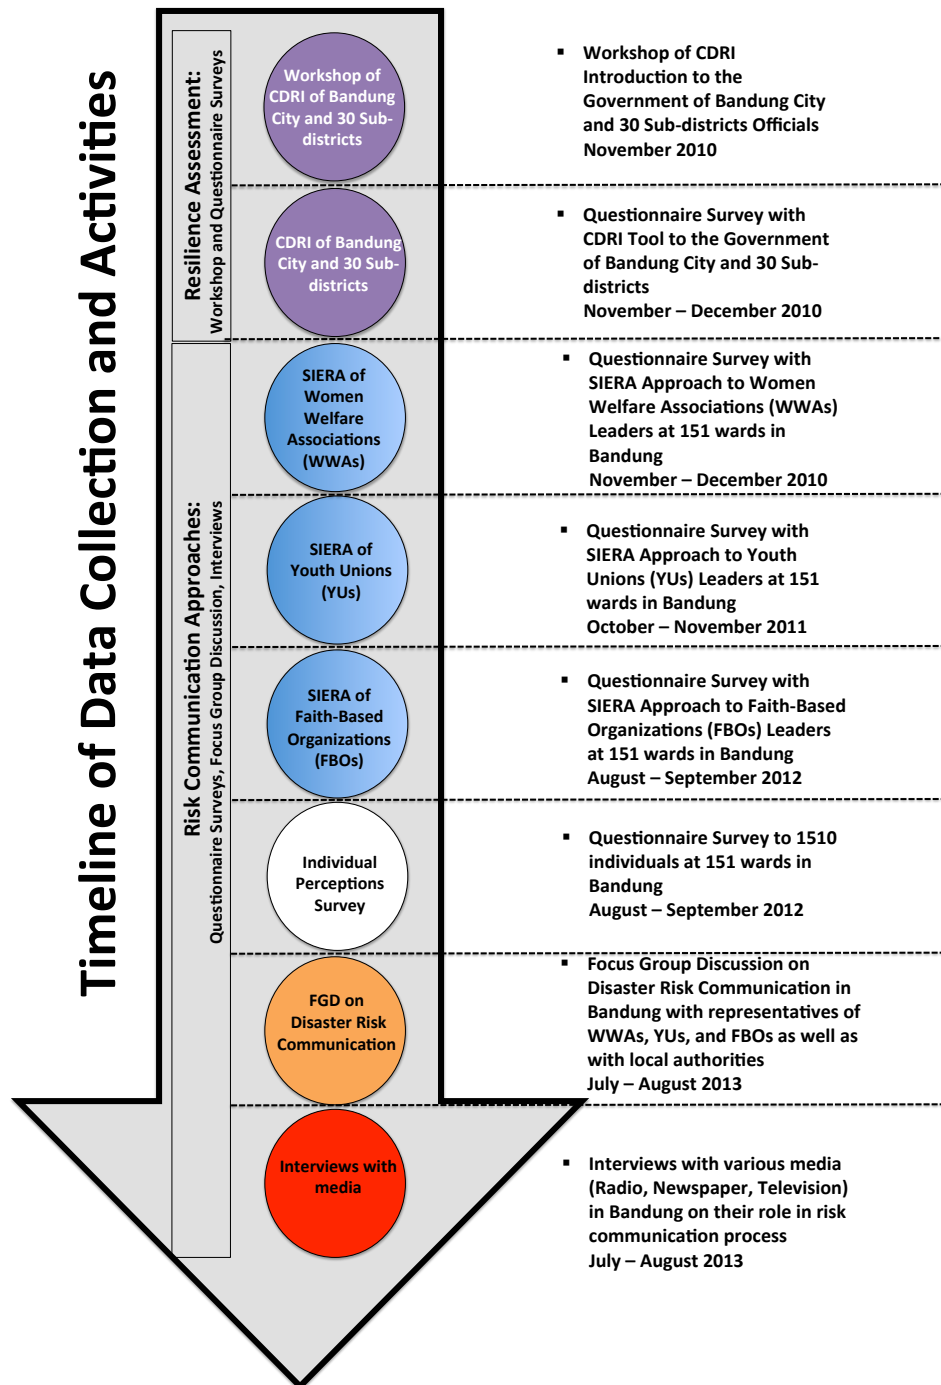 Timeline of Data Collection and Activities
Resilience Assessment:
Workshop and Questionnaire Surveys
Workshop of
CDRI of Bandung
City and 30 Sub-
districts
▪ Workshop of CDRI
Introduction to the
Government of Bandung City
and 30 Sub-districts Officials
November 2010
CDRI of Bandung
City and 30 Sub-
districts
▪ Questionnaire Survey with
CDRI Tool to the Government
of Bandung City and 30 Sub-
districts
November – December 2010
Risk Communication Approaches:
Questionnaire Surveys, Focus Group Discussion, Interviews
SIERA of
Women
Welfare
Associations
(WWAs)
▪ Questionnaire Survey with
SIERA Approach to Women
Welfare Associations (WWAs)
Leaders at 151 wards in
Bandung
November – December 2010
SIERA of
Youth Unions
(YUs)
▪ Questionnaire Survey with
SIERA Approach to Youth
Unions (YUs) Leaders at 151
wards in Bandung
October – November 2011
SIERA of
Faith-Based
Organizations
(FBOs)
▪ Questionnaire Survey with
SIERA Approach to Faith-Based
Organizations (FBOs) Leaders
at 151 wards in Bandung
August – September 2012
Individual
Perceptions
Survey
▪ Questionnaire Survey to 1510
individuals at 151 wards in
Bandung
August – September 2012
FGD on
Disaster Risk
Communication
▪ Focus Group Discussion on
Disaster Risk Communication in
Bandung with representatives of
WWAs, YUs, and FBOs as well as
with local authorities
July – August 2013
Interviews with
media
▪ Interviews with various media
(Radio, Newspaper, Television)
in Bandung on their role in risk
communication process
July – August 2013